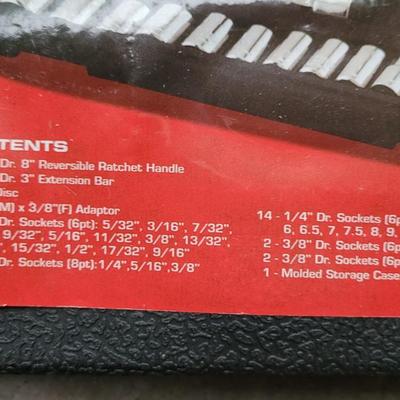 TENTS
Dr. 8" Reversible Ratchet Handle
Dr. 3" Extension Bar
Disc
M) x 3/8"(F) Adaptor
Dr. Sockets (6pt): 5/32", 3/16", 7/32",
9/32", 5/16", 11/32", 3/8", 13/32",
", 15/32", 1/2", 17/32", 9/16"
Dr. Sockets (8pt):1/4",5/16",3/8"
14 - 1/4" Dr. Sockets (6p
6, 6.5, 7, 7.5, 8, 9,
2 - 3/8" Dr. Sockets (6p
2 - 3/8" Dr. Sockets (6p
1 - Molded Storage Case